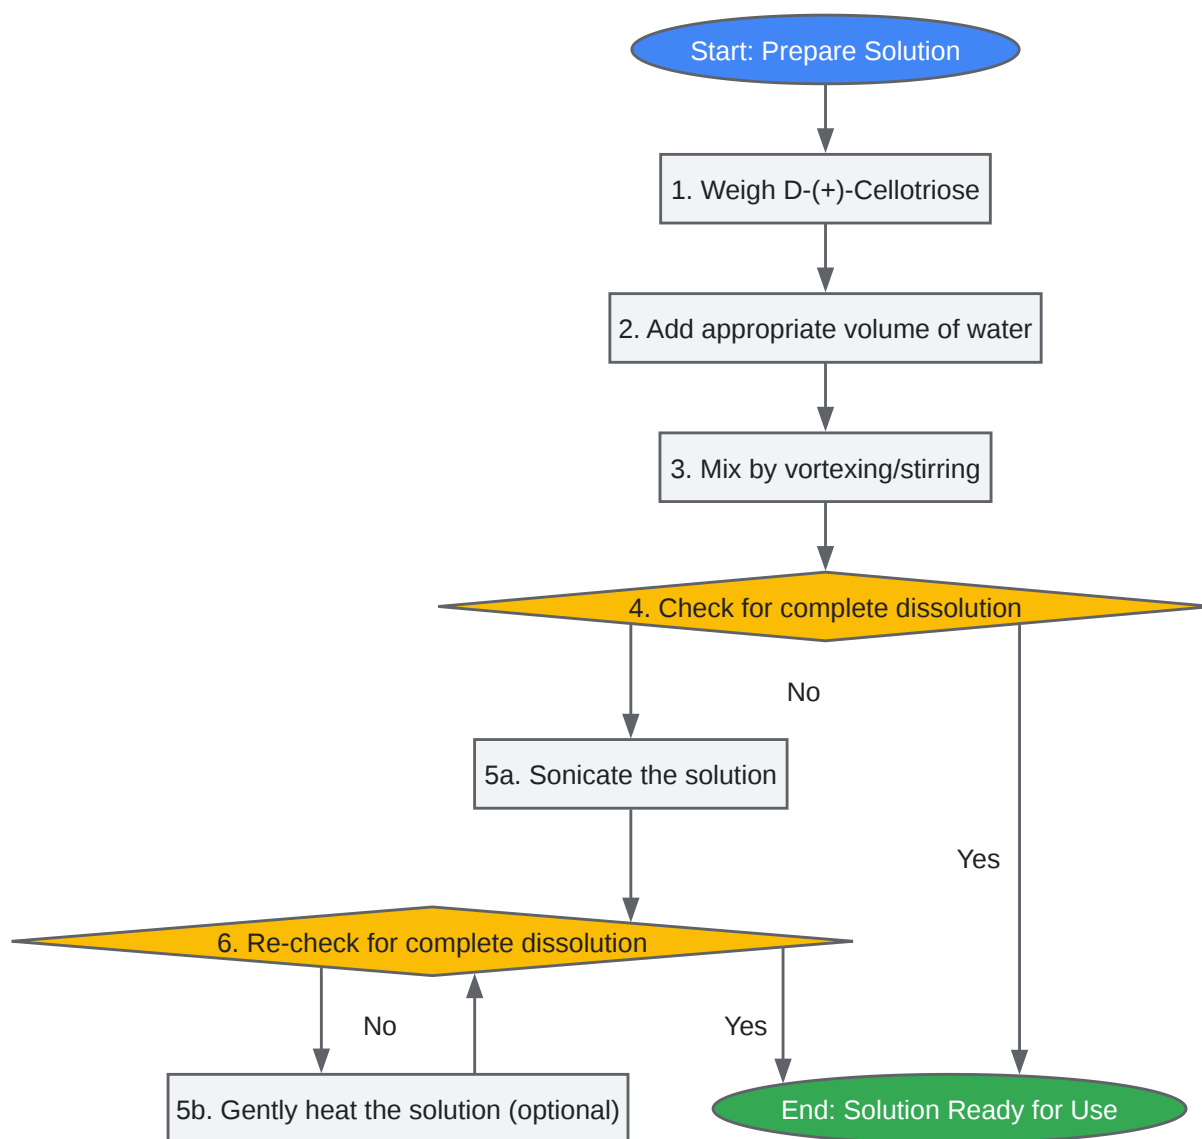 Start: Prepare Solution
1. Weigh D-(+)-Cellotriose
2. Add appropriate volume of water
3. Mix by vortexing/stirring
4. Check for complete dissolution
No
5a. Sonicate the solution
Yes
6. Re-check for complete dissolution
No
Yes
5b. Gently heat the solution (optional)
End: Solution Ready for Use